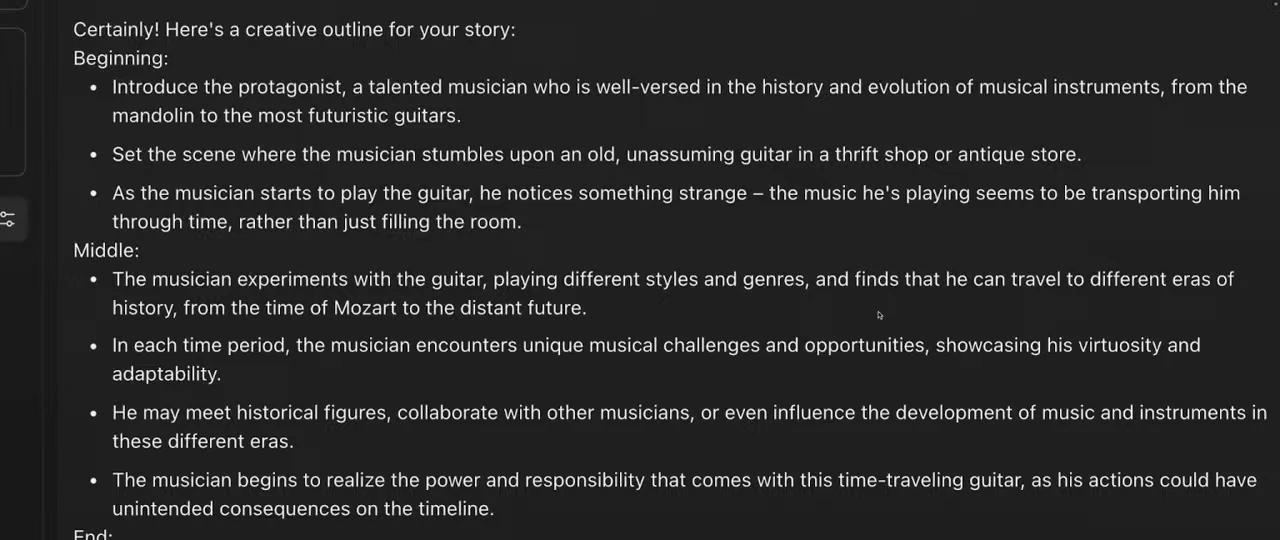 Certainly! Here's a creative outline for your story:
Beginning:
• Introduce the protagonist, a talented musician who is well-versed in the history and evolution of musical instruments, from the
mandolin to the most futuristic guitars.
• Set the scene where the musician stumbles upon an old, unassuming guitar in a thrift shop or antique store.
• As the musician starts to play the guitar, he notices something strange – the music he's playing seems to be transporting him
through time, rather than just filling the room.
Middle:
• The musician experiments with the guitar, playing different styles and genres, and finds that he can travel to different eras of
history, from the time of Mozart to the distant future.
• In each time period, the musician encounters unique musical challenges and opportunities, showcasing his virtuosity and
adaptability.
• He may meet historical figures, collaborate with other musicians, or even influence the development of music and instruments in
these different eras.
• The musician begins to realize the power and responsibility that comes with this time-traveling guitar, as his actions could have
unintended consequences on the timeline.
End: